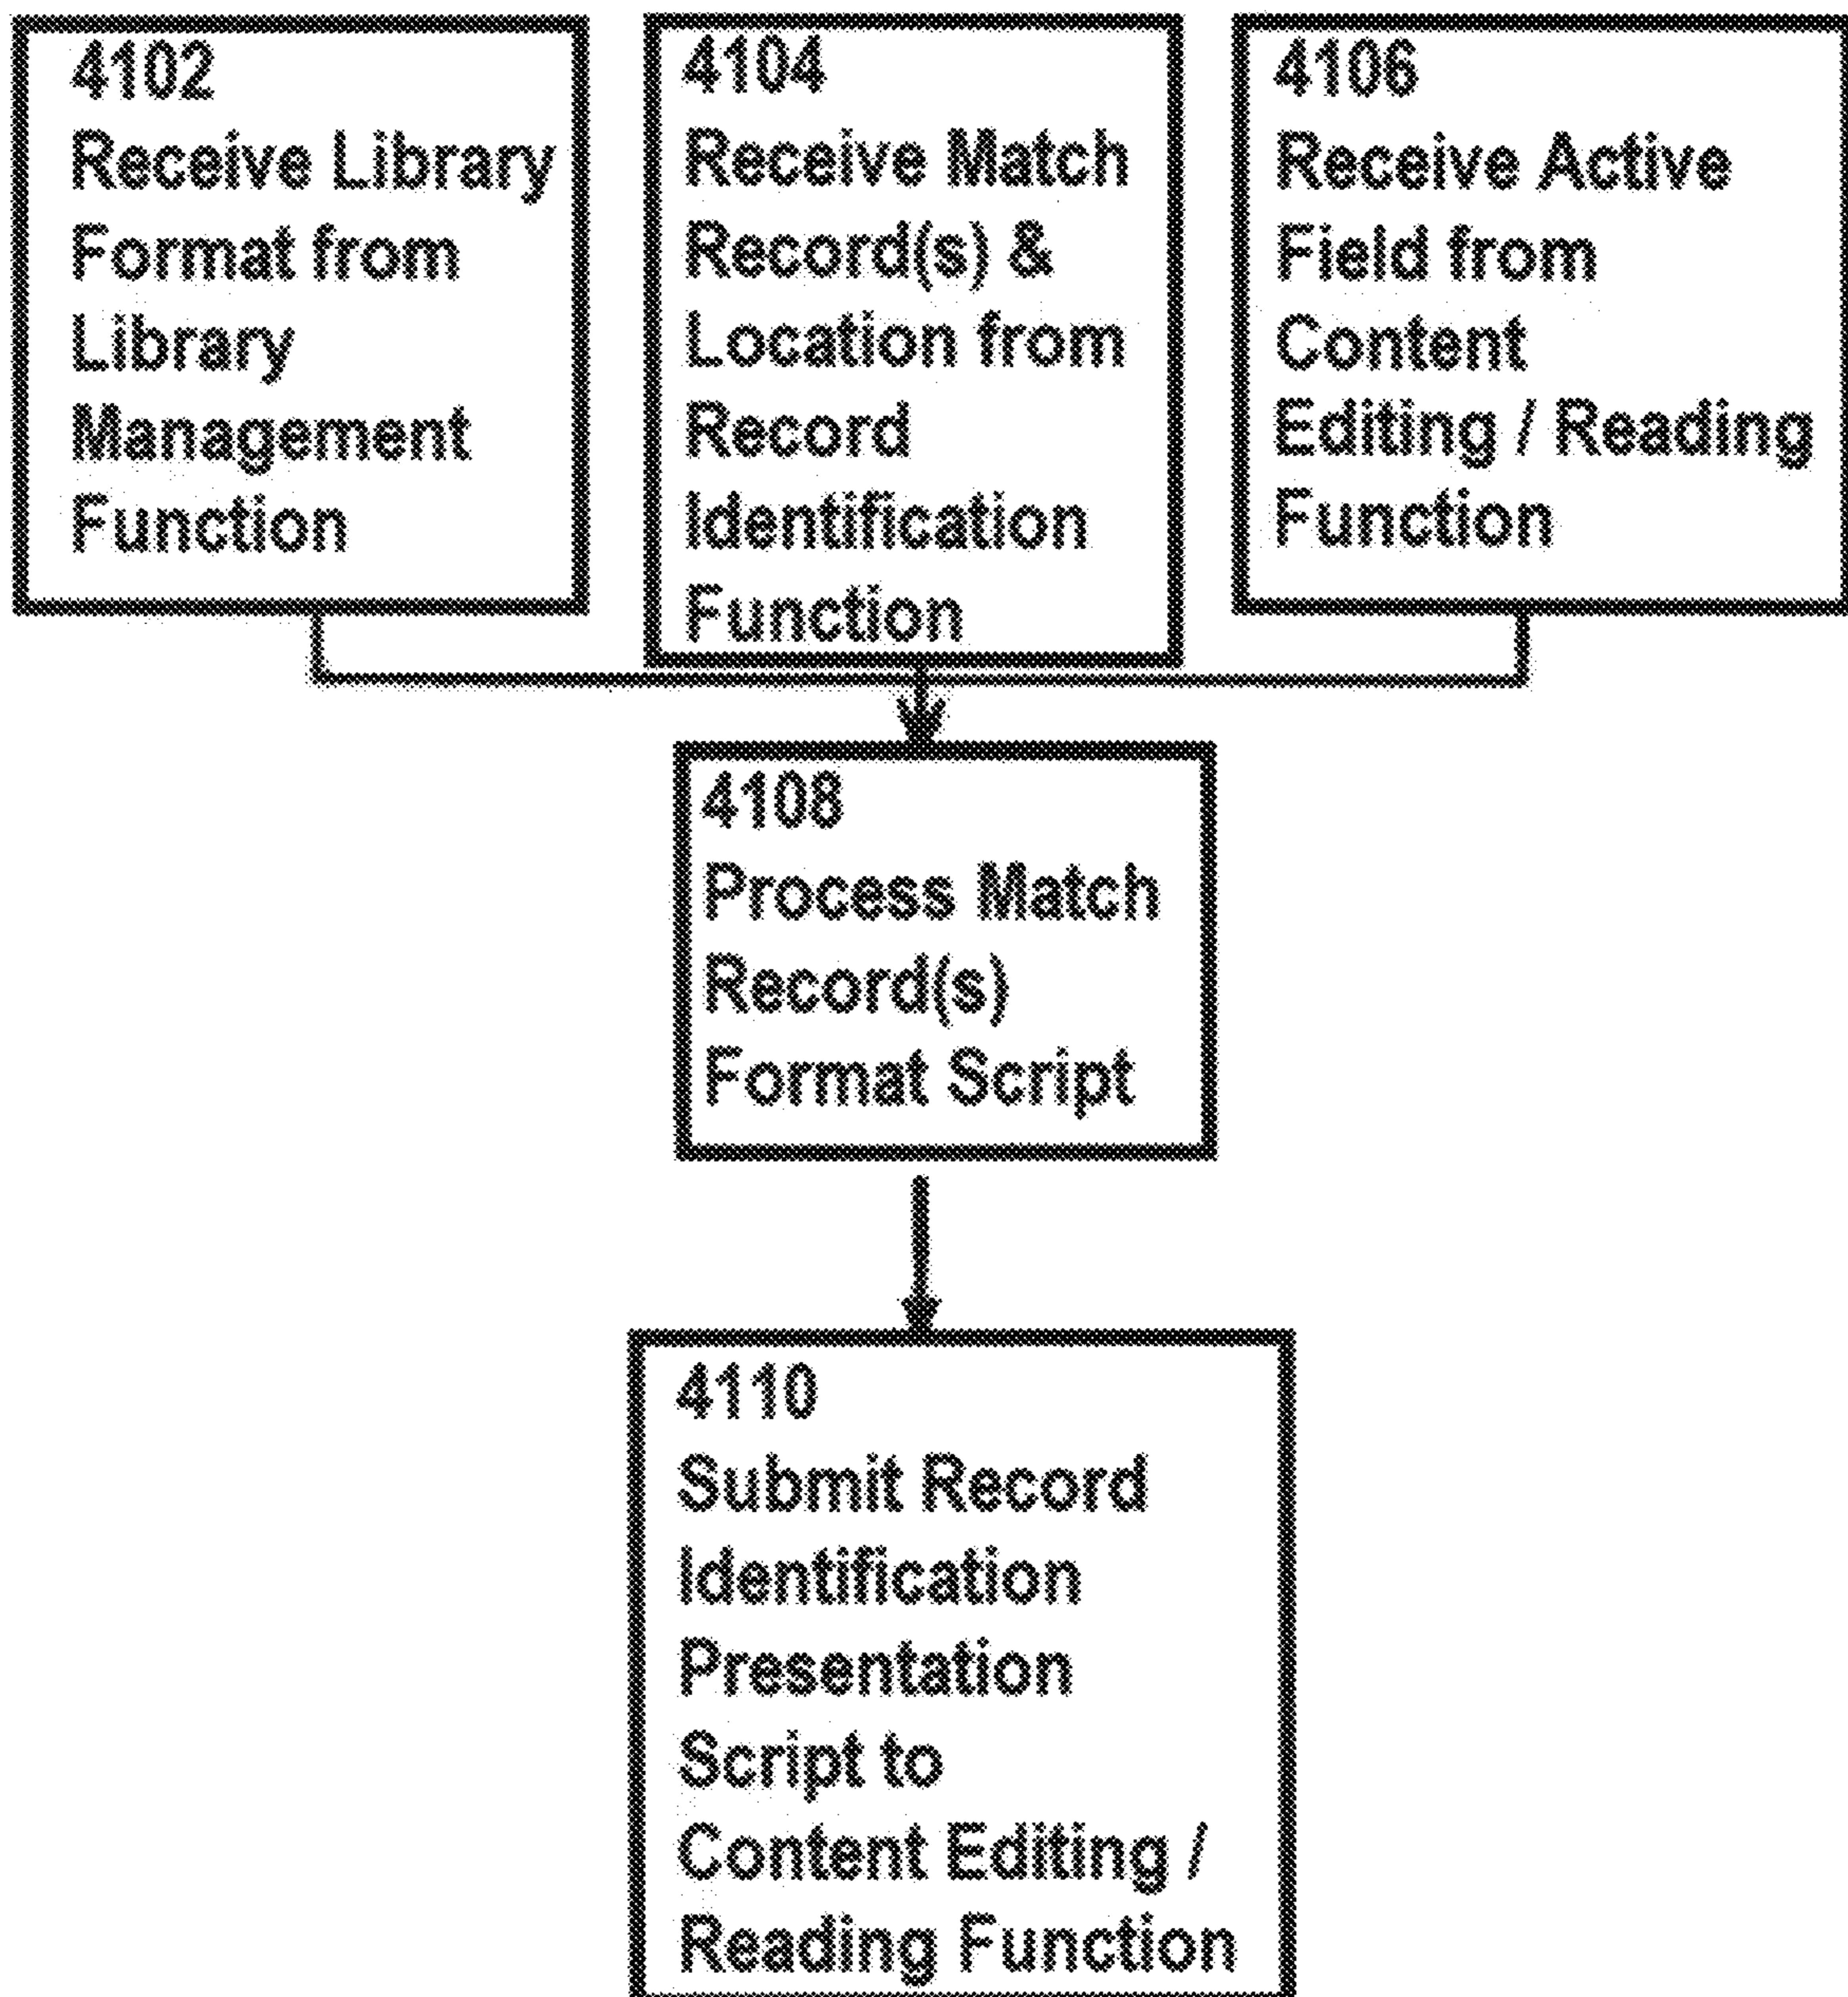 4102
Receive Library
Format from
Library
Management
Function
4104
Receive Match
Record(s) &
Location from
Record
Identification
Function
4106
Receive Active
Field from
Content
Editing / Reading
Function
4108
Process Match
Record(s)
Format Script
4110
Submit Record
Identification
Presentation
Script to
Content Editing /
Reading Function